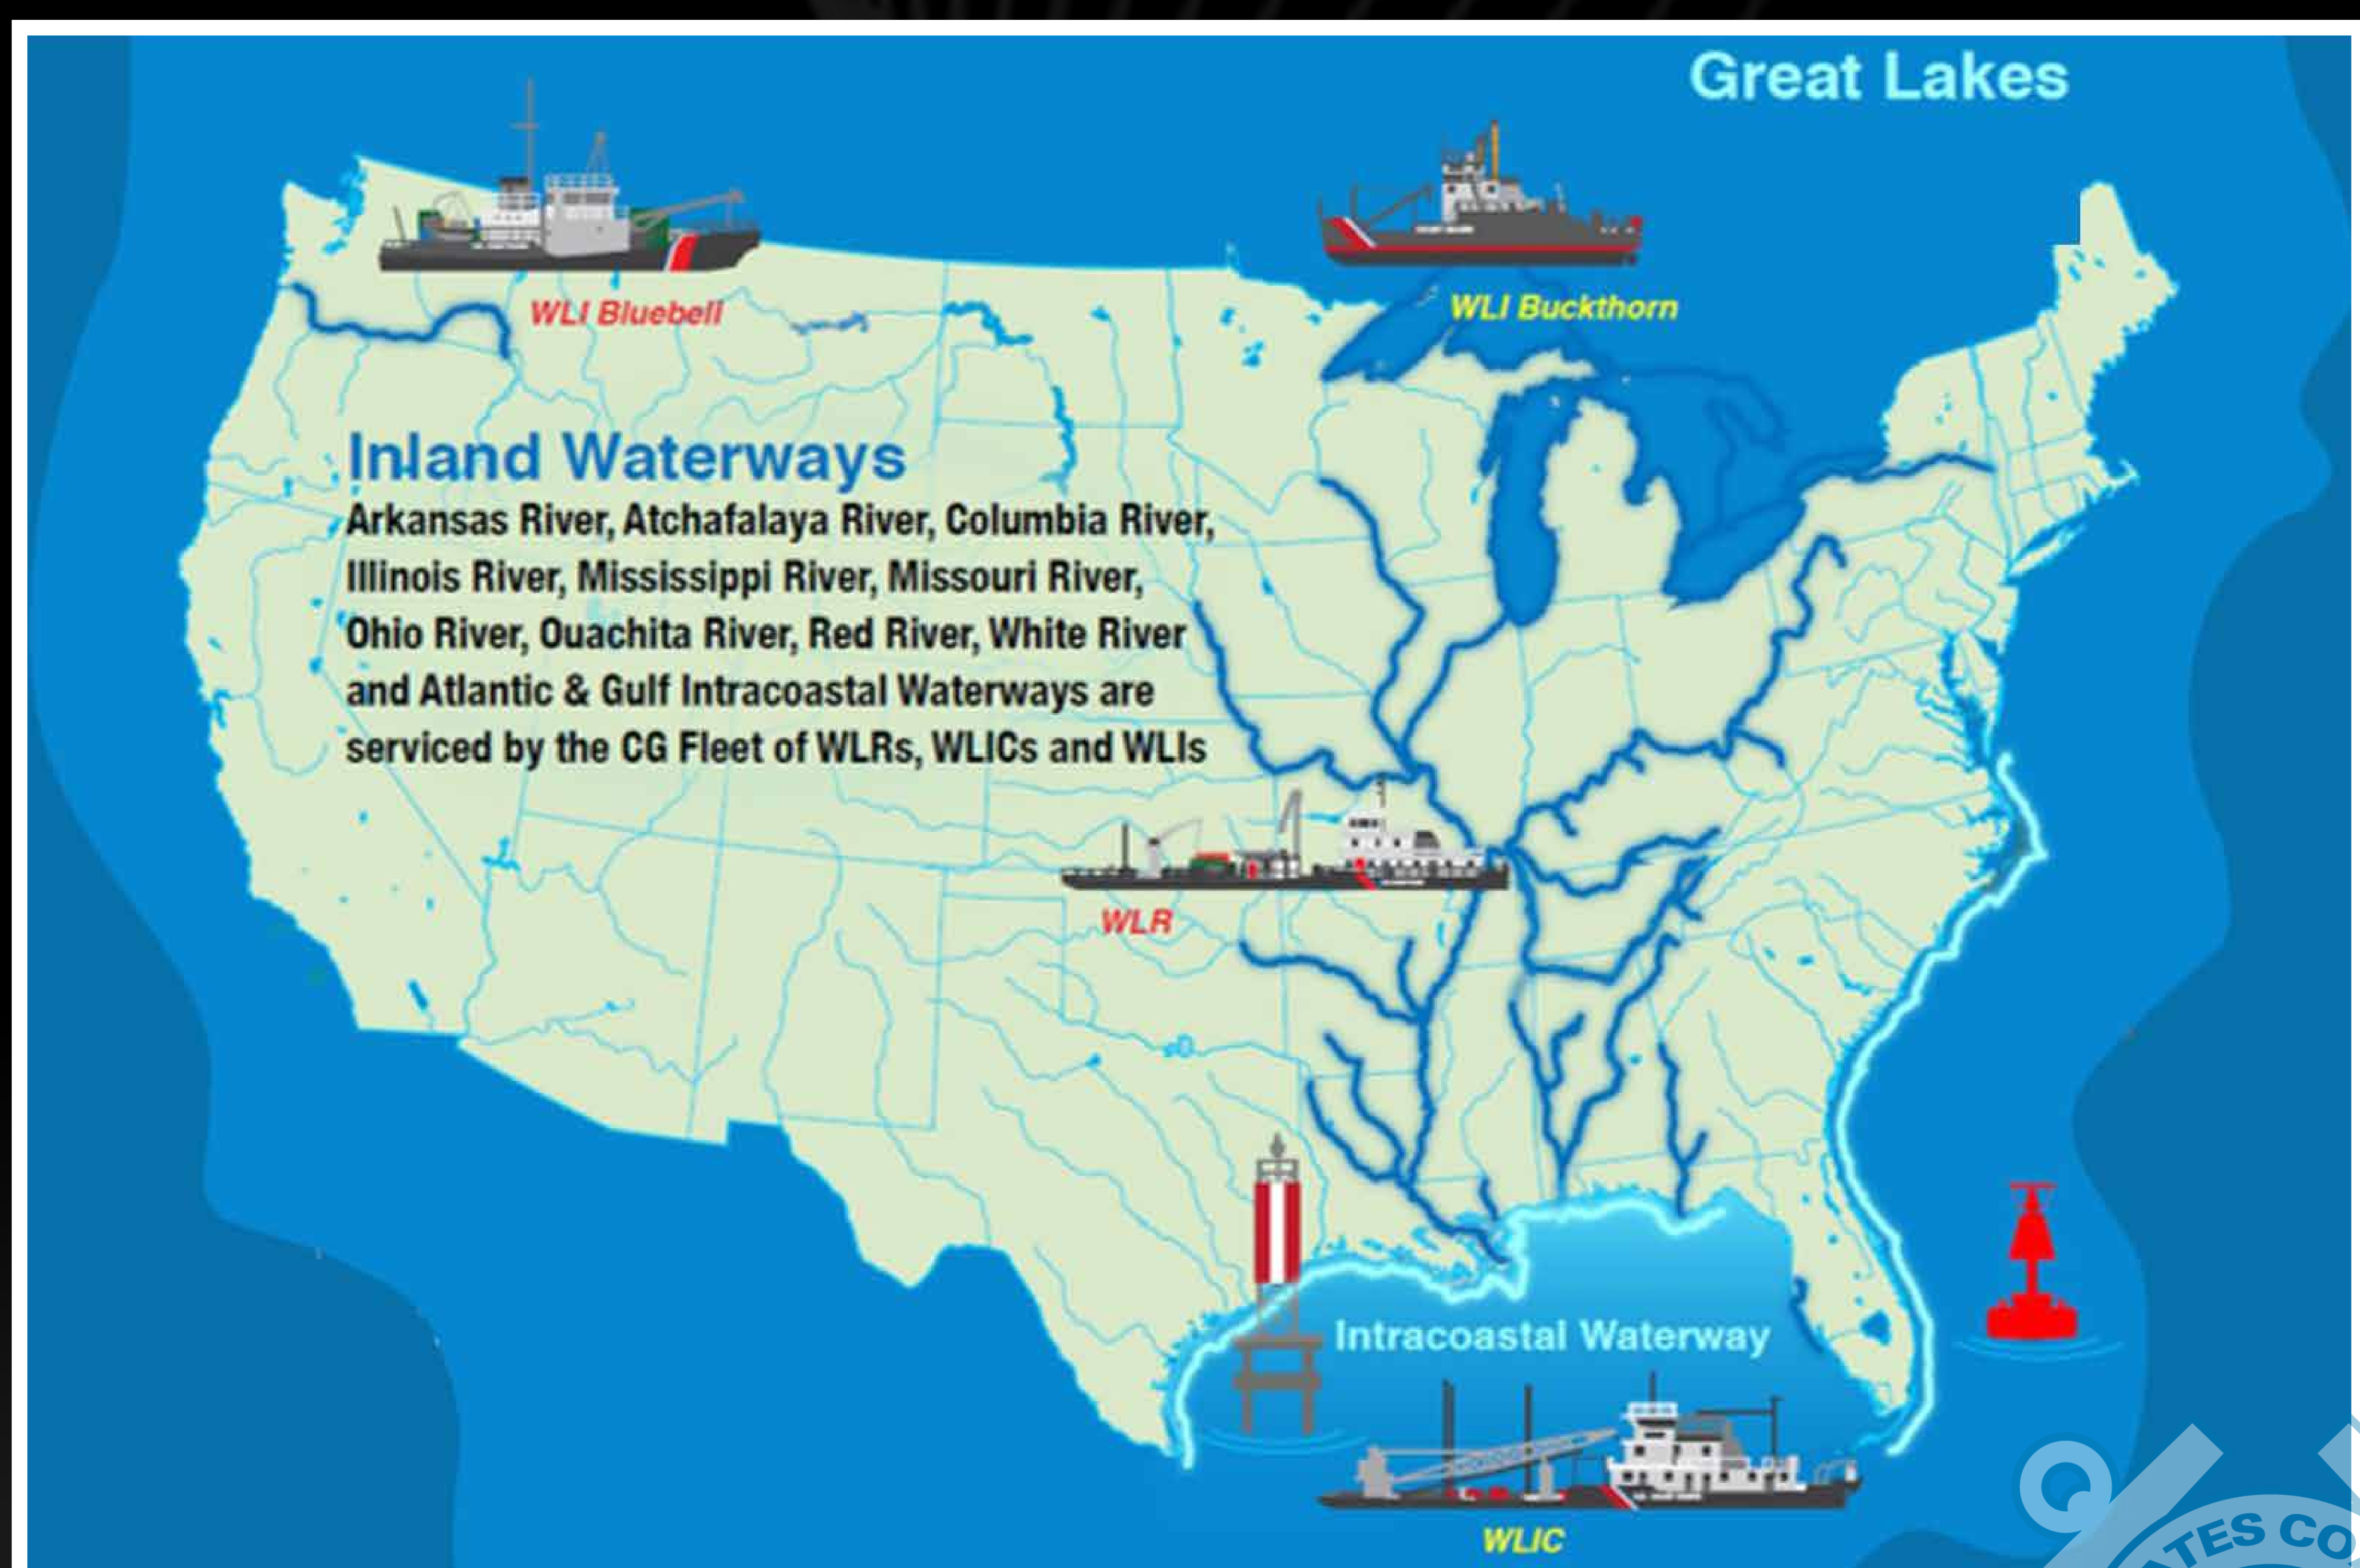 Great Lakes
WLI Bluebell
WLI Buckthorn
Inland Waterways
Arkansas River, Atchafalaya River, Columbia River,
Illinois River, Mississippi River, Missouri River,
Ohio River, Ouachita River, Red River, White River
and Atlantic & Gulf Intracoastal Waterways are
serviced by the CG Fleet of WLRs, WLICs and WLIs
WLR
Intracoastal Waterway
WLIC
TES CO